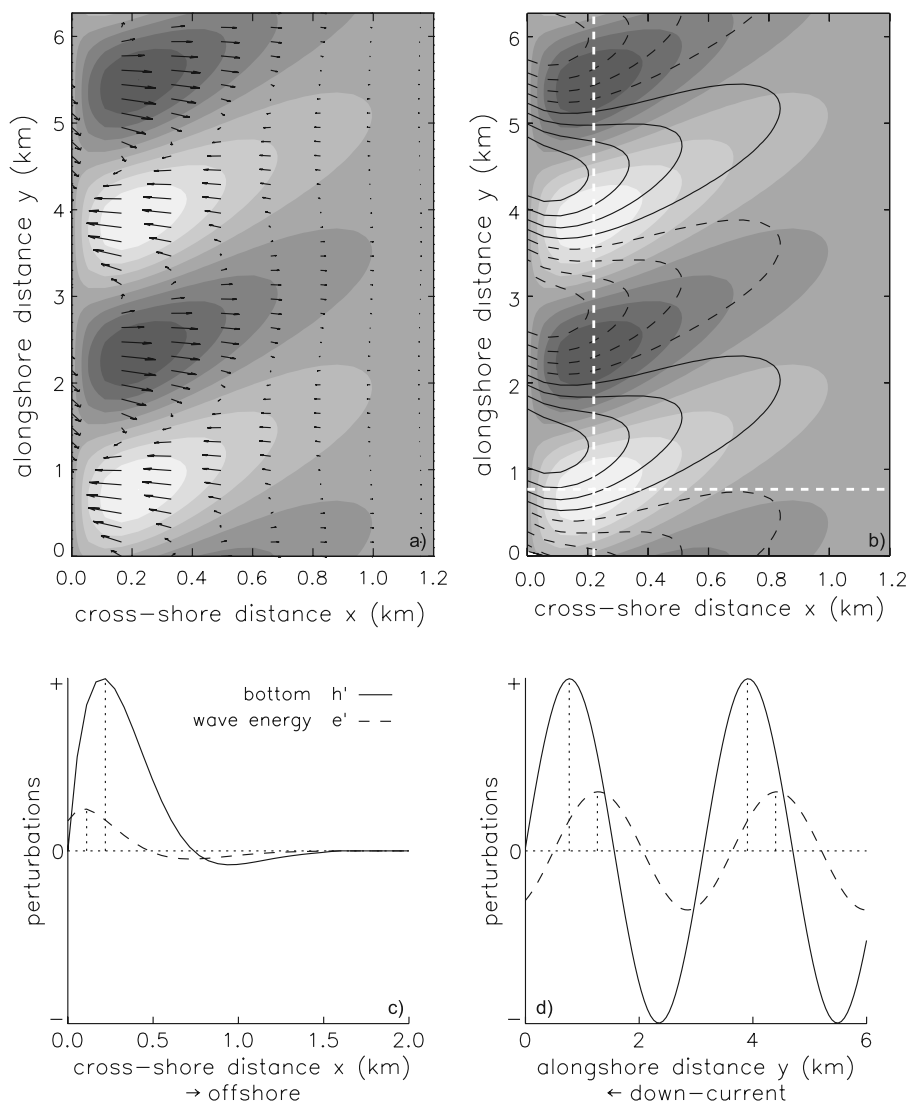 6
5
4
3
2
1
0
alongshore distance y (km)
a)
0.0 0.2 0.4 0.6 0.8 1.0 1.2
cross-shore distance x (km)
6
5
4
3
2
1
0
alongshore distance y (km)
b)
0.0 0.2 0.4 0.6 0.8 1.0 1.2
cross-shore distance x (km)
+
0
−
perturbations
bottom h'
wave energy e'
c)
0.0 0.5 1.0 1.5 2.0
cross-shore distance x (km)
→ offshore
+
0
−
perturbations
d)
0 2 4 6
alongshore distance y (km)
← down-current